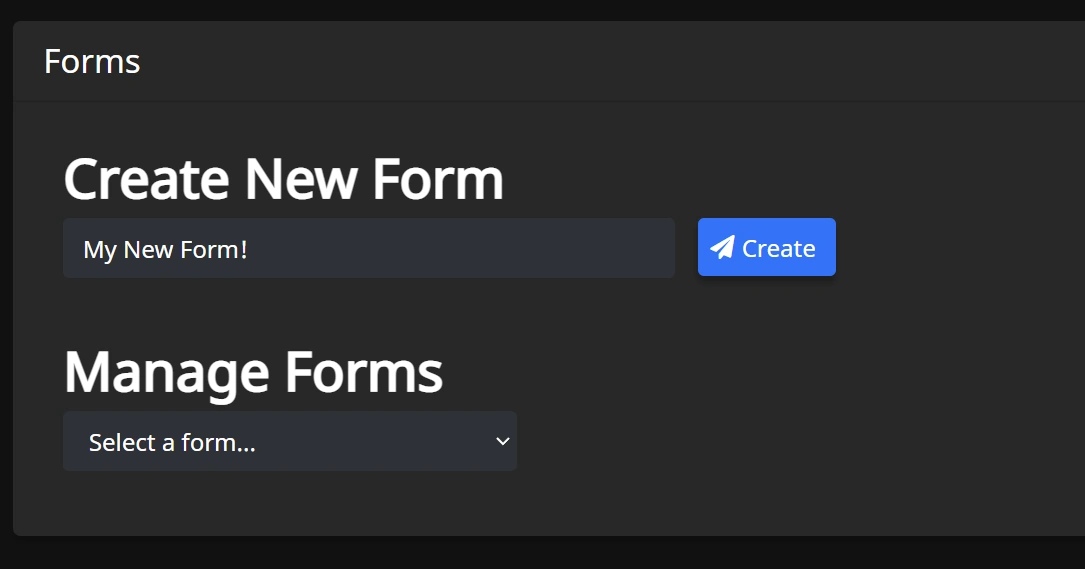 Forms
Create New Form
My New Form!
Create
Manage Forms
Select a form...